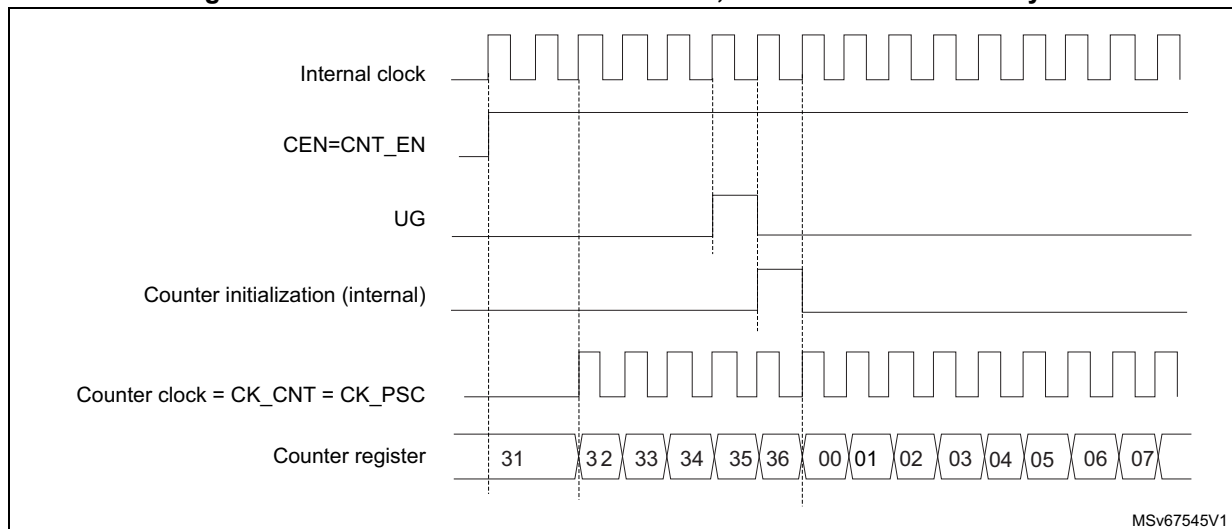 Internal clock
CEN=CNT_EN
UG
Counter initialization (internal)
Counter clock = CK_CNT = CK_PSC
Counter register 31 32 33 34 35 36 00 01 02 03 04 05 06 07
MSv67545V1